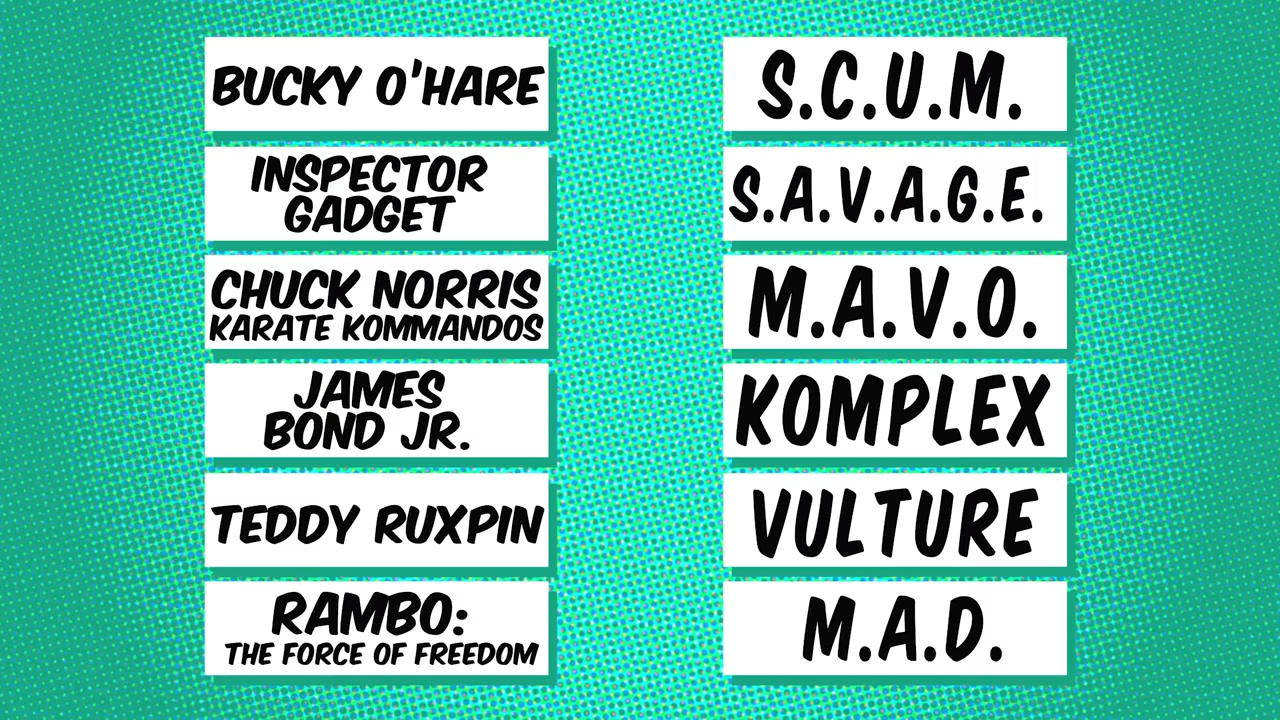 BUCKY O'HARE
S.C.U.M.
INSPECTOR
GADGET
S.A.V.A.G.E.
CHUCK NORRIS
KARATE KOMMANDOS
M.A.V.O.
JAMES
BOND JR.
KOMPLEX
TEDDY RUXPIN
VULTURE
RAMBO:
THE FORCE OF FREEDOM
M.A.D.